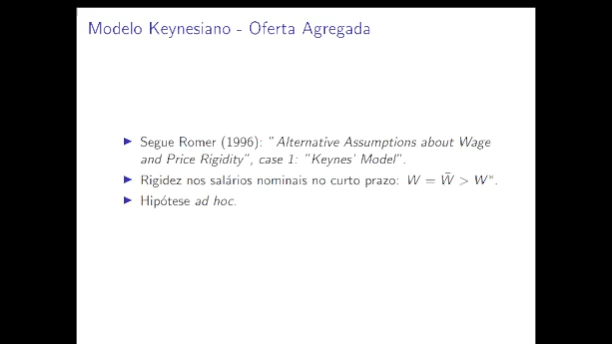 Modelo Keynesiano - Oferta Agregada
Segue Romer (1996): "Alternative Assumptions about Wage
and Price Rigidity", case 1: "Keynes' Model".
Rigidez nos salários nominais no curto prazo: W = W̄ > W*.
Hipótese ad hoc.